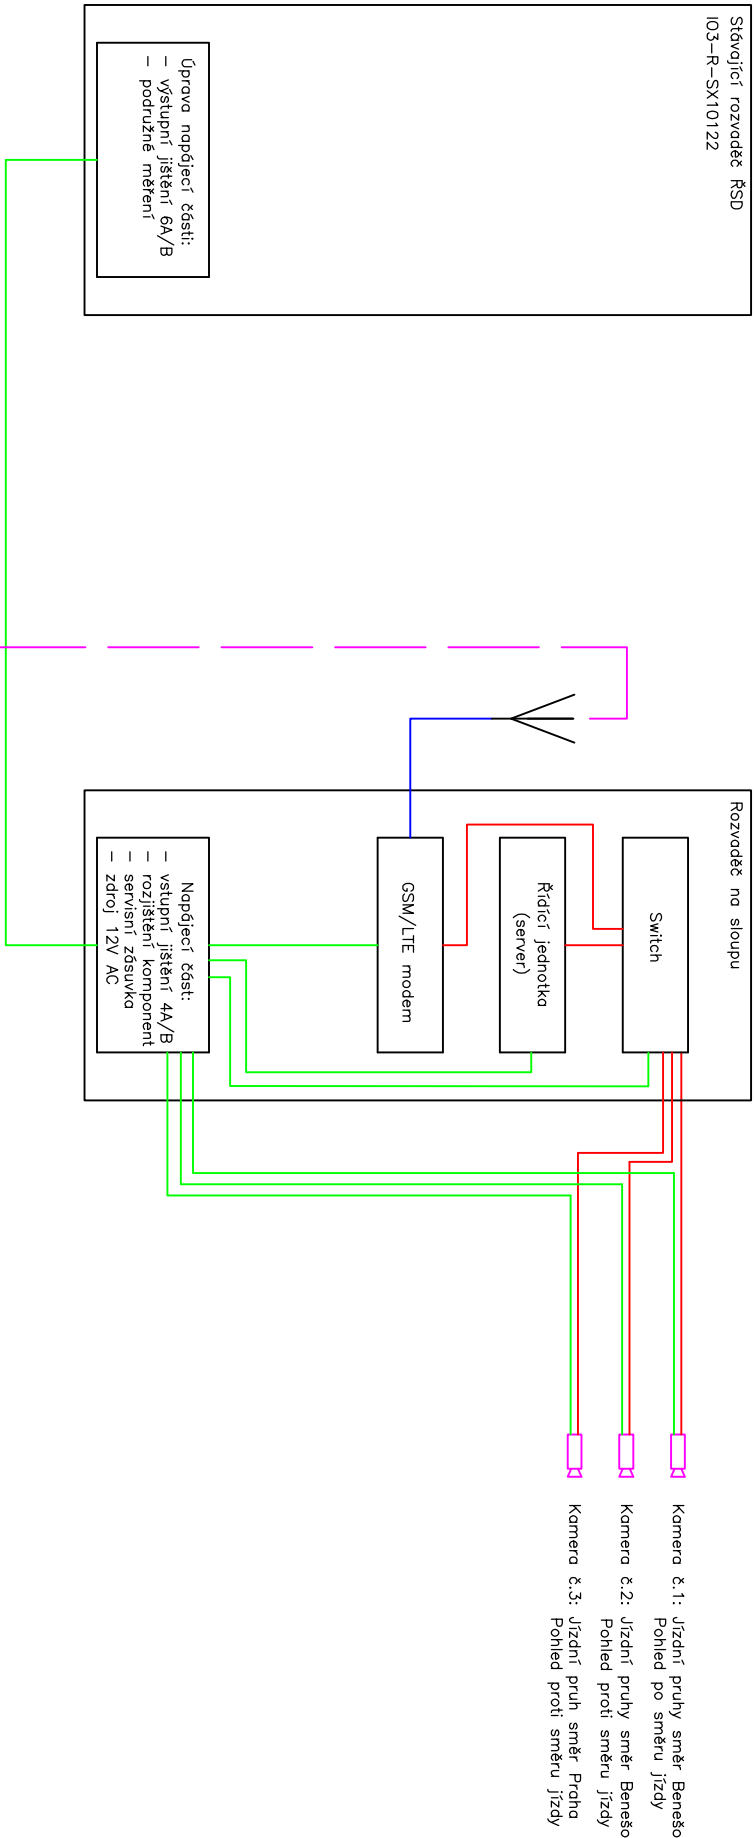 Stávající rozvaděč ŘSD
I03-R-SX10122
Úprava napájecí části:
- výstupní jištění 6A/B
- podružné měření
Rozvaděč na sloupu
Switch
Řídící jednotka
(server)
GSM/LTE modem
Napájecí část:
- vstupní jištění 4A/B
- rozjištění komponent
- servisní zásuvka
- zdroj 12V AC
Kamera č.1: Jízdní pruhy směr Benešo
Pohled po směru jízdy
Kamera č.2: Jízdní pruhy směr Benešo
Pohled proti směru jízdy
Kamera č.3: Jízdní pruh směr Praha
Pohled proti směru jízdy